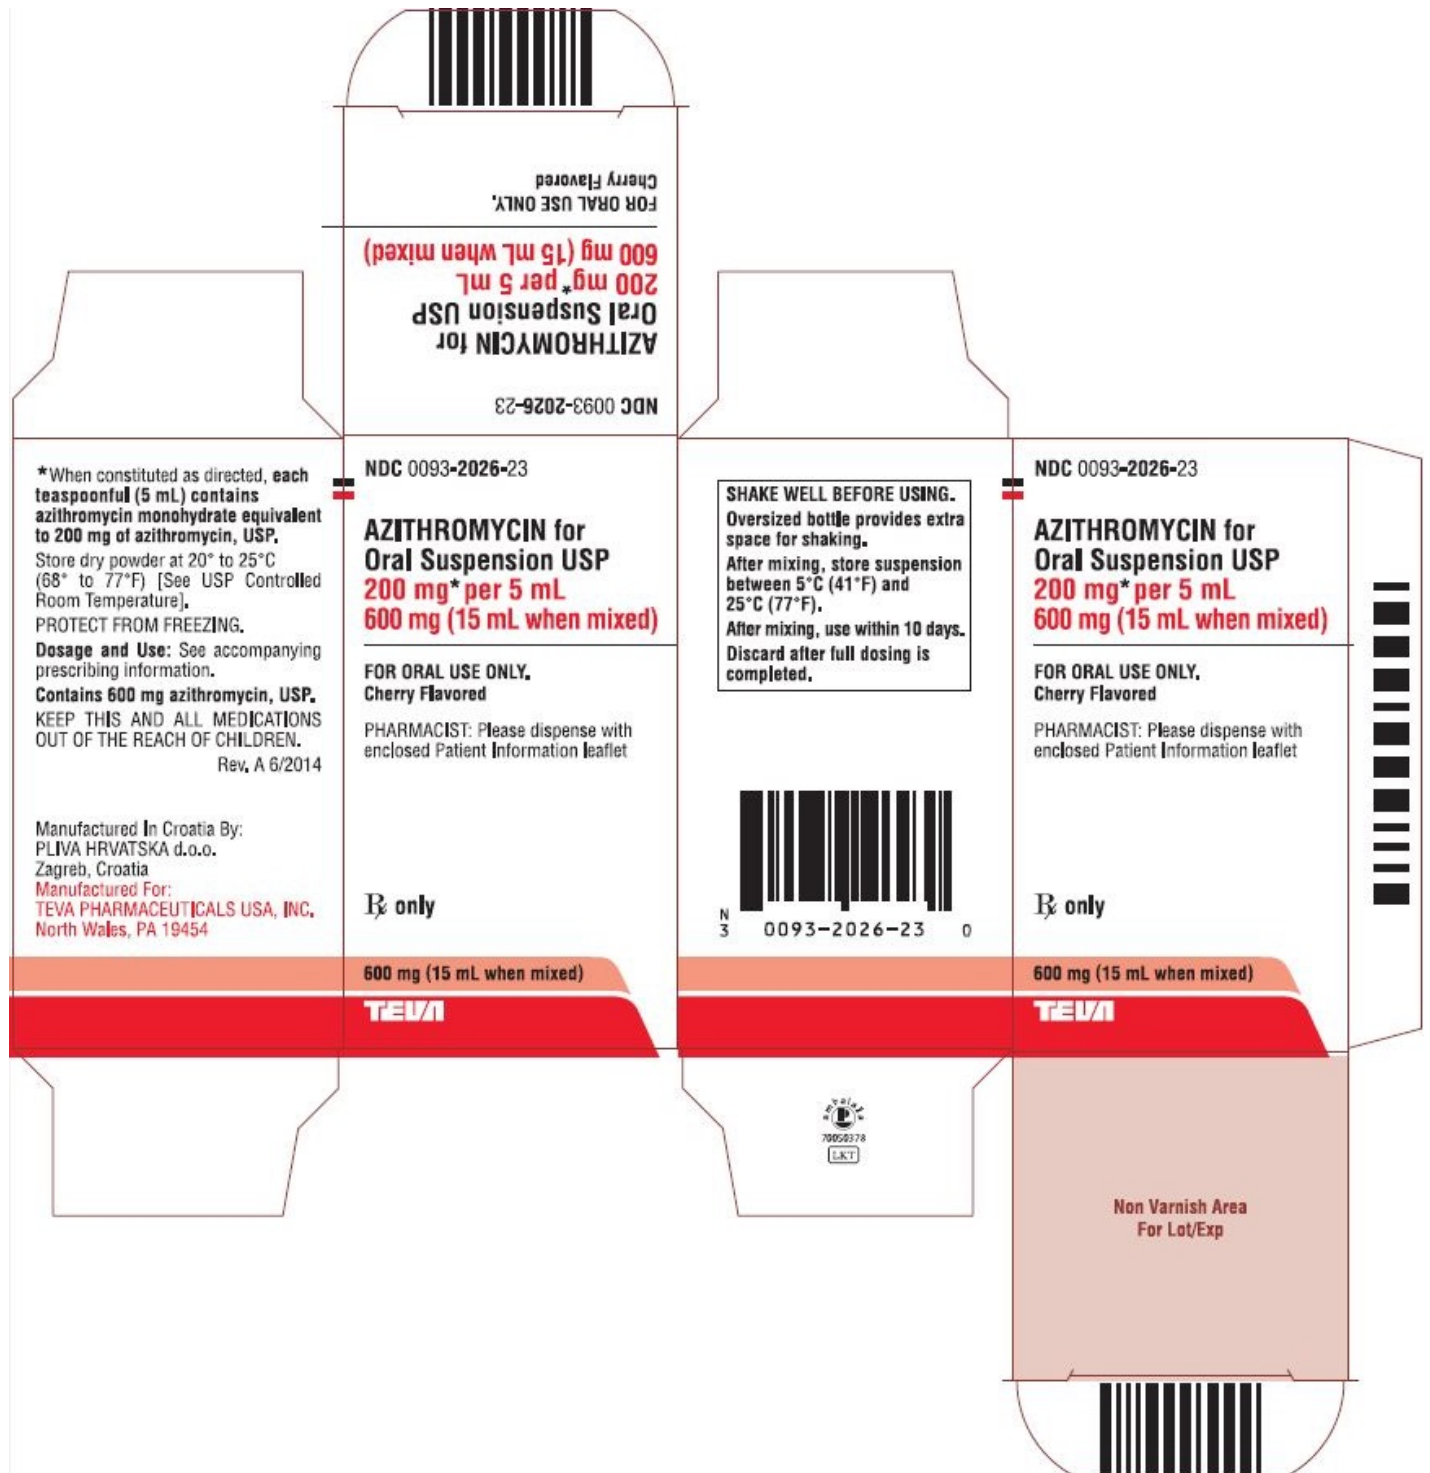 FOR ORAL USE ONLY.
Cherry Flavored
600 mg (15 mL when mixed)
200 mg* per 5 mL
Oral Suspension USP
AZITHROMYCIN for
NDC 0093-2026-23
*When constituted as directed, each
teaspoonful (5 mL) contains
azithromycin monohydrate equivalent
to 200 mg of azithromycin, USP.
Store dry powder at 20° to 25°C
(68° to 77°F) [See USP Controlled
Room Temperature].
PROTECT FROM FREEZING.
Dosage and Use: See accompanying
prescribing information.
Contains 600 mg azithromycin, USP.
KEEP THIS AND ALL MEDICATIONS
OUT OF THE REACH OF CHILDREN.
Rev. A 6/2014
Manufactured In Croatia By:
PLIVA HRVATSKA d.o.o.
Zagreb, Croatia
Manufactured For:
TEVA PHARMACEUTICALS USA, INC.
North Wales, PA 19454
NDC 0093-2026-23
AZITHROMYCIN for
Oral Suspension USP
200 mg* per 5 mL
600 mg (15 mL when mixed)
FOR ORAL USE ONLY.
Cherry Flavored
PHARMACIST: Please dispense with
enclosed Patient Information leaflet
℞ only
600 mg (15 mL when mixed)
TEVA
SHAKE WELL BEFORE USING.
Oversized bottle provides extra
space for shaking.
After mixing, store suspension
between 5°C (41°F) and
25°C (77°F).
After mixing, use within 10 days.
Discard after full dosing is
completed.
N
3 0093-2026-23 0
NDC 0093-2026-23
AZITHROMYCIN for
Oral Suspension USP
200 mg* per 5 mL
600 mg (15 mL when mixed)
FOR ORAL USE ONLY.
Cherry Flavored
PHARMACIST: Please dispense with
enclosed Patient Information leaflet
℞ only
600 mg (15 mL when mixed)
TEVA
70050378
LKT
Non Varnish Area
For Lot/Exp